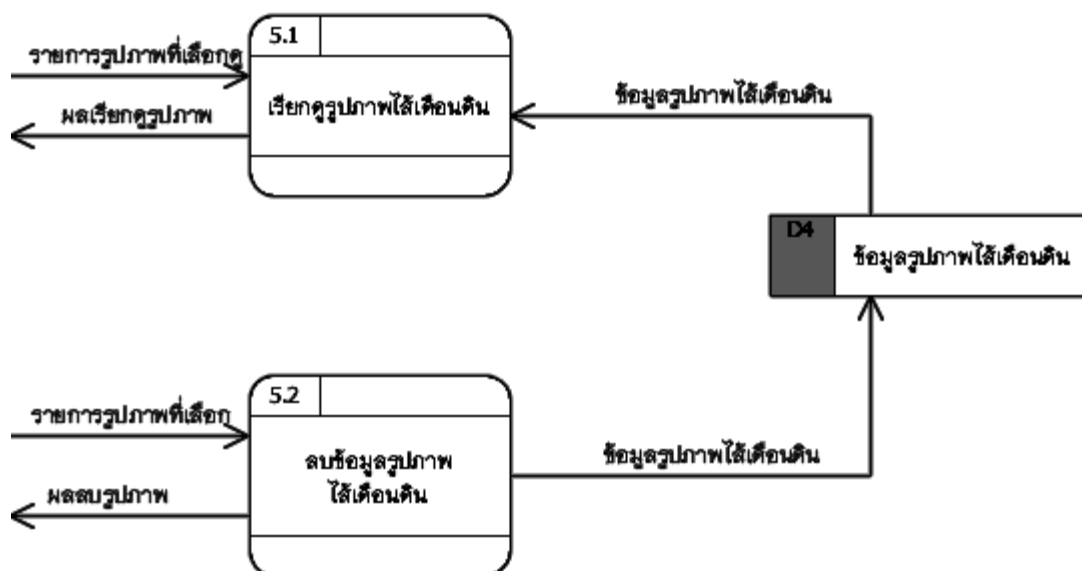 5.1
รายการรูปภาพที่เลือกดู
เรียกดูรูปภาพไส้เดือนดิน
ผลเรียกดูรูปภาพ
ข้อมูลรูปภาพไส้เดือนดิน
D4
ข้อมูลรูปภาพไส้เดือนดิน
5.2
รายการรูปภาพที่เลือก
ลบข้อมูลรูปภาพ
ไส้เดือนดิน
ข้อมูลรูปภาพไส้เดือนดิน
ผลลบรูปภาพ